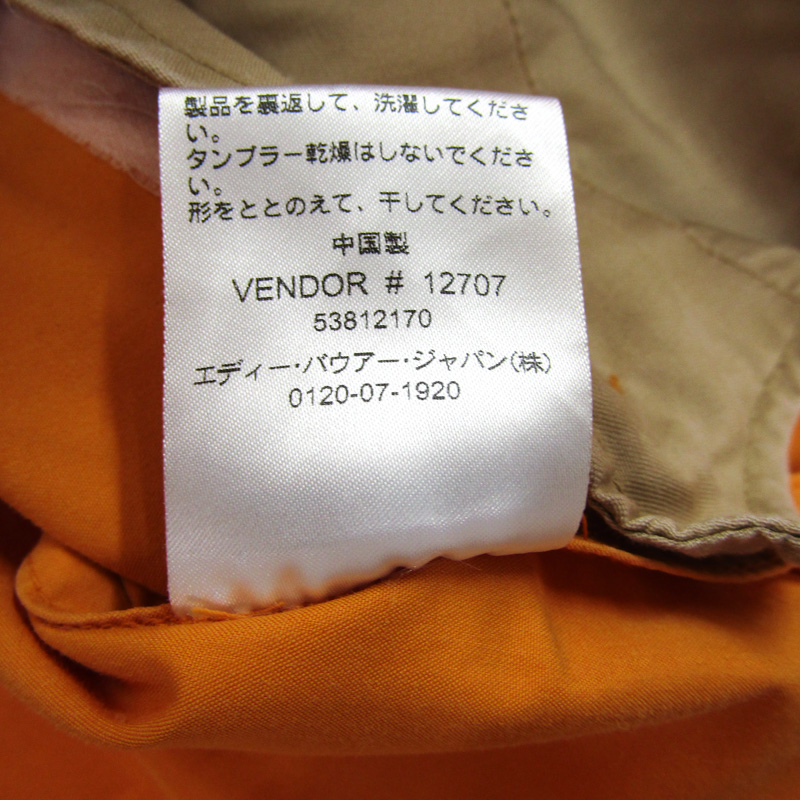 製品を裏返して、洗濯してくださ
い。
タンブラー乾燥はしないでくださ
い。
形をととのえて、干してください。
中国製
VENDOR # 12707
53812170
エディー・バウアー・ジャパン(株)
0120-07-1920